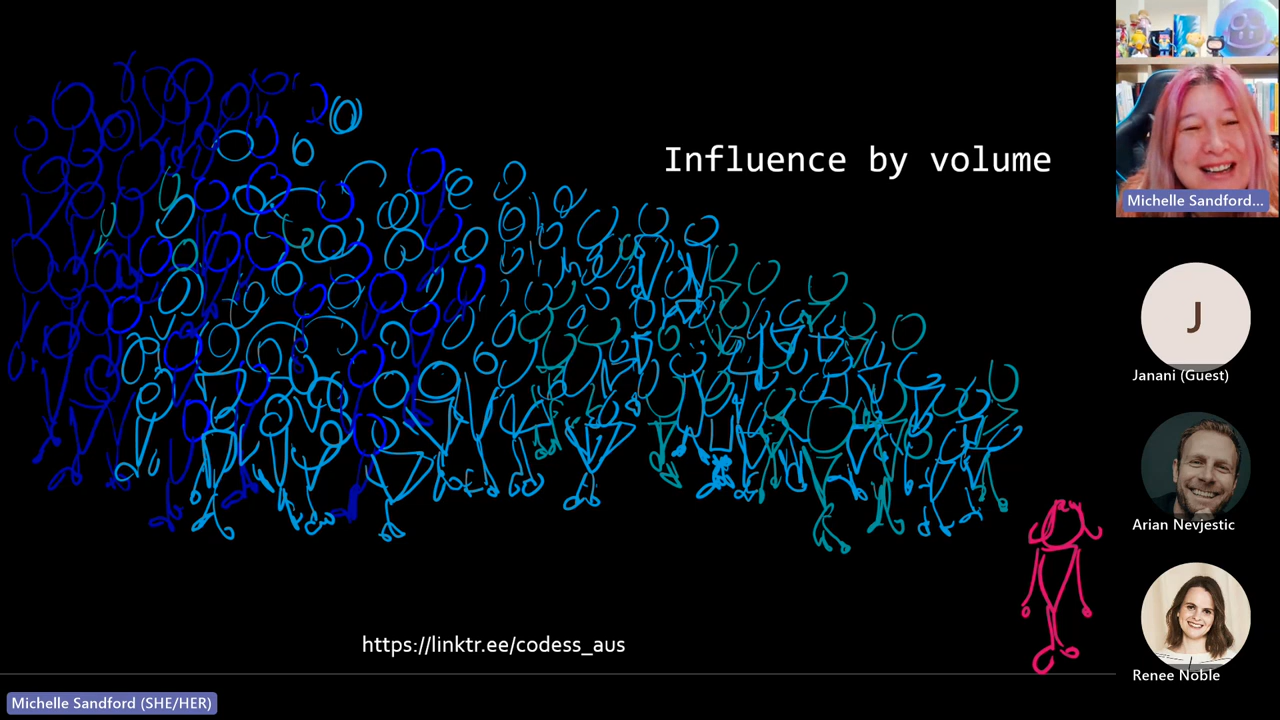 Influence by volume
Michelle Sandford...
J
Janani (Guest)
Arian Nevjestic
https://linktr.ee/codess_aus
Renee Noble
Michelle Sandford (SHE/HER)